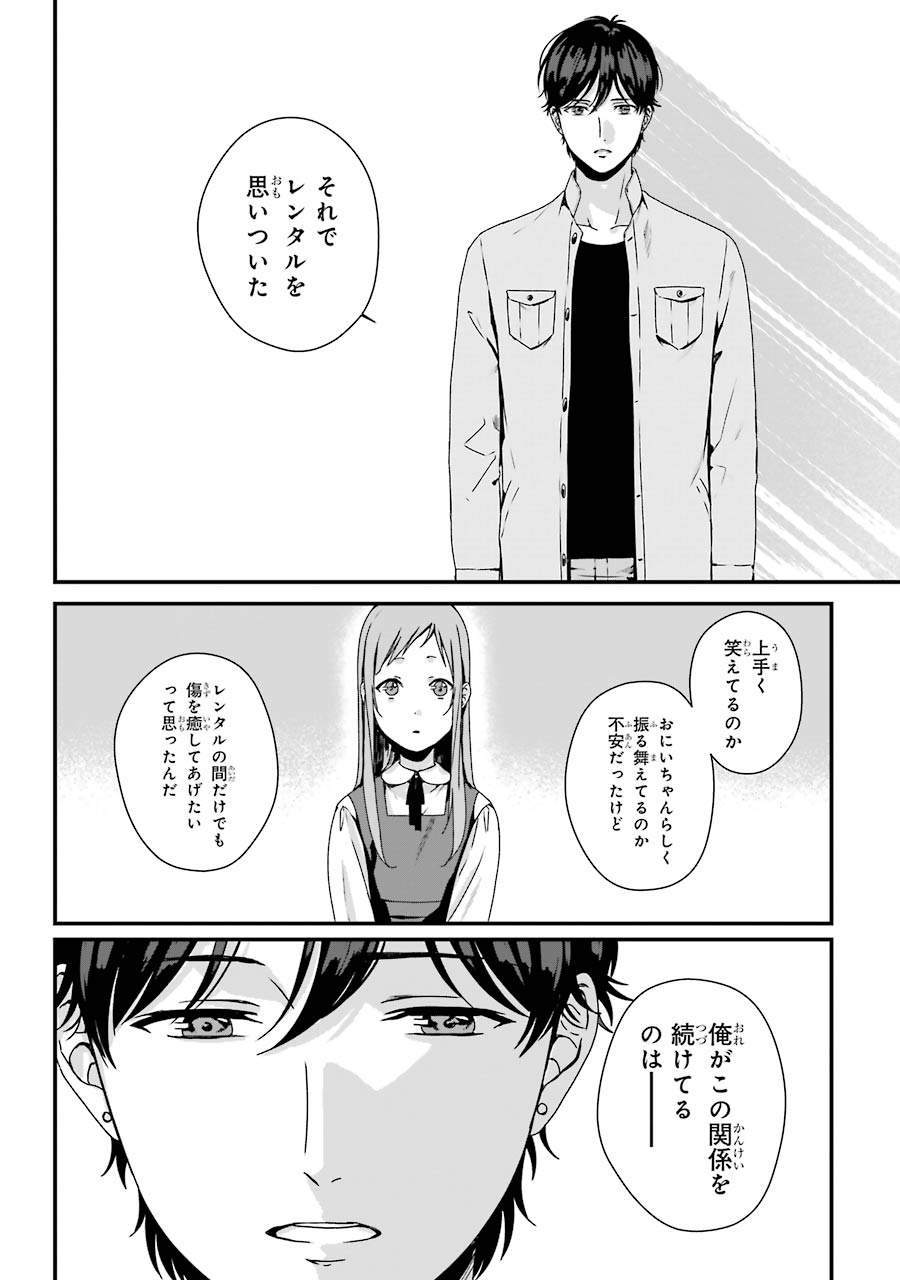 それで
レンタルを
思いついた
上手く
笑えてるのか
おにいちゃんらしく
振る舞えてるのか
不安だったけど
レンタルの間だけでも
傷を癒してあげたい
って思ったんだ
俺がこの関係を
続けてる
のは――